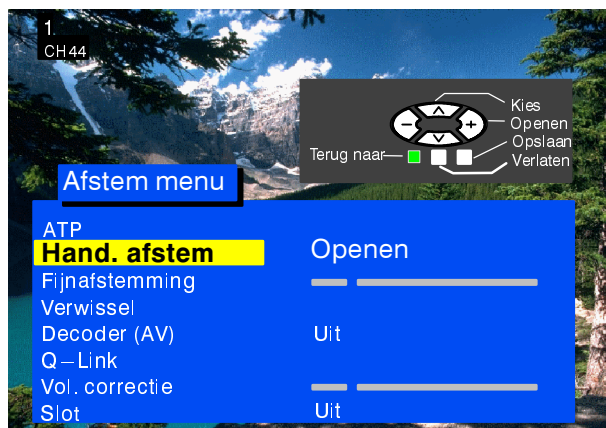 1.
CH44
Kies
Openen
Opslaan
Terug naar
Verlaten
Afstem menu
ATP
Hand. afstem Openen
Fijnafstemming
Verwissel
Decoder (AV) Uit
Q–Link
Vol. correctie
Slot Uit